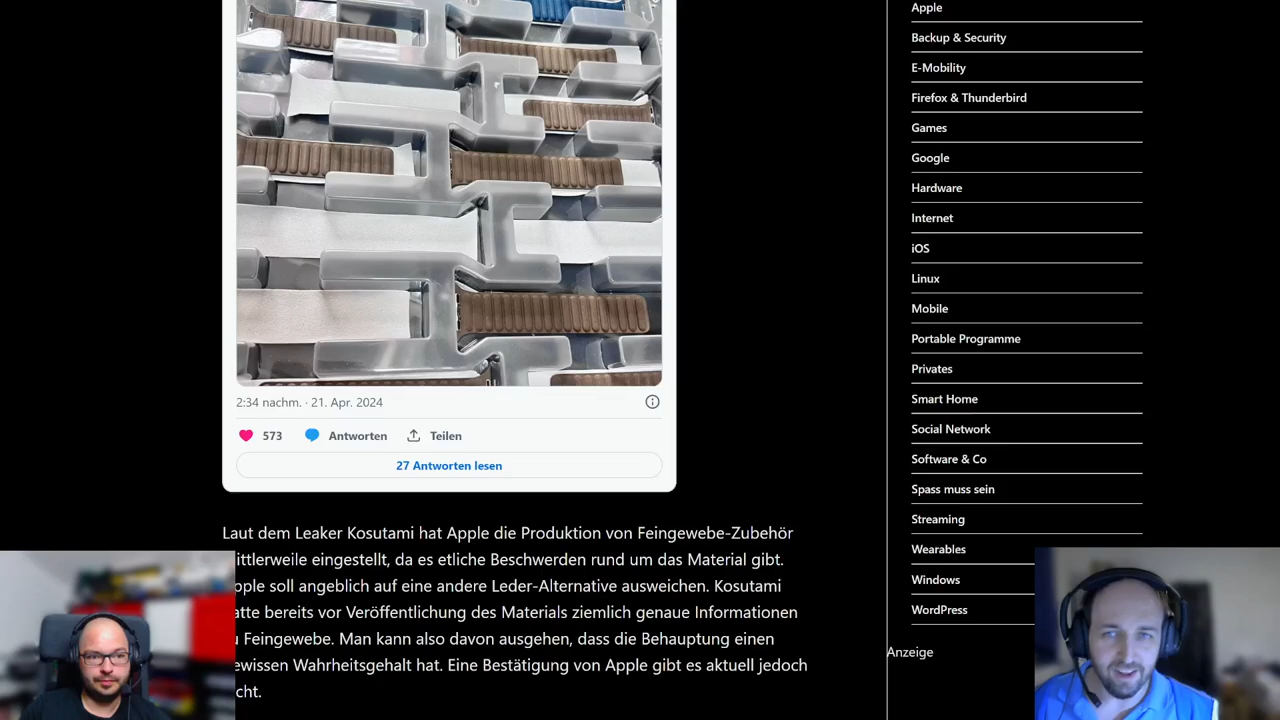 2:34 nachm. · 21. Apr. 2024
573
Antworten
Teilen
27 Antworten lesen
Laut dem Leaker Kosutami hat Apple die Produktion von Feingewebe-Zubehör
ittlerweile eingestellt, da es etliche Beschwerden rund um das Material gibt.
pple soll angeblich auf eine andere Leder-Alternative ausweichen. Kosutami
atte bereits vor Veröffentlichung des Materials ziemlich genaue Informationen
u Feingewebe. Man kann also davon ausgehen, dass die Behauptung einen
ewissen Wahrheitsgehalt hat. Eine Bestätigung von Apple gibt es aktuell jedoch
cht.
Apple
Backup & Security
E-Mobility
Firefox & Thunderbird
Games
Google
Hardware
Internet
iOS
Linux
Mobile
Portable Programme
Privates
Smart Home
Social Network
Software & Co
Spass muss sein
Streaming
Wearables
Windows
WordPress
Anzeige